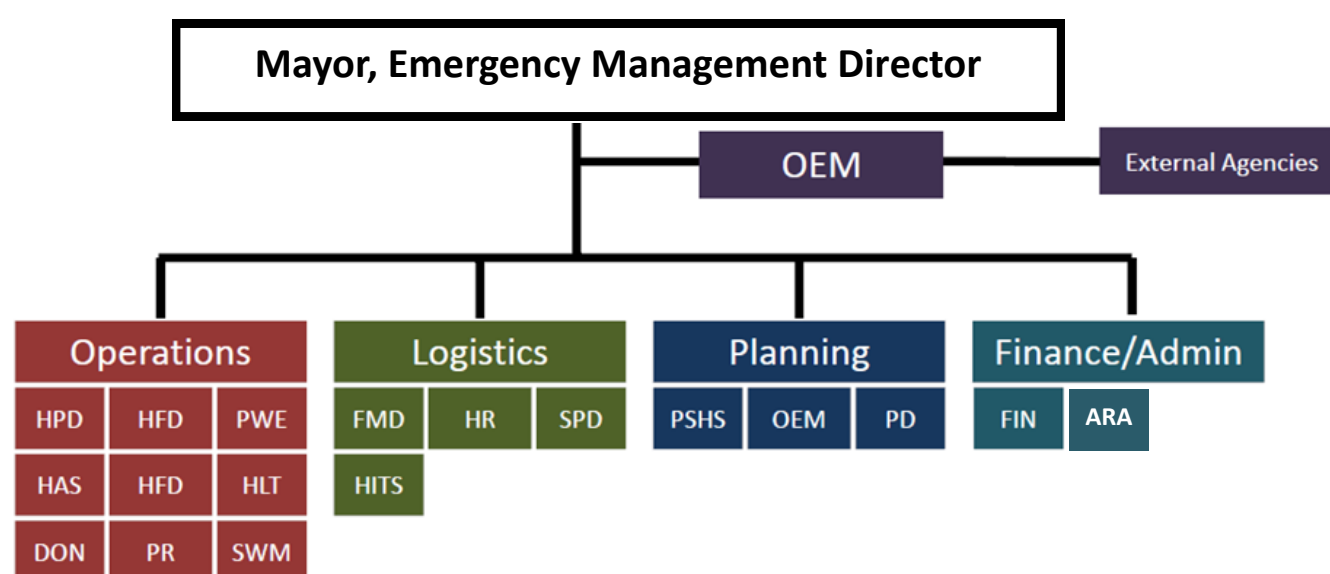 Mayor, Emergency Management Director
OEM
External Agencies
Operations
Logistics
Planning
Finance/Admin
HPD HFD PWE
FMD HR SPD
PSHS OEM PD
FIN ARA
HAS HFD HLT
HITS
DON PR SWM